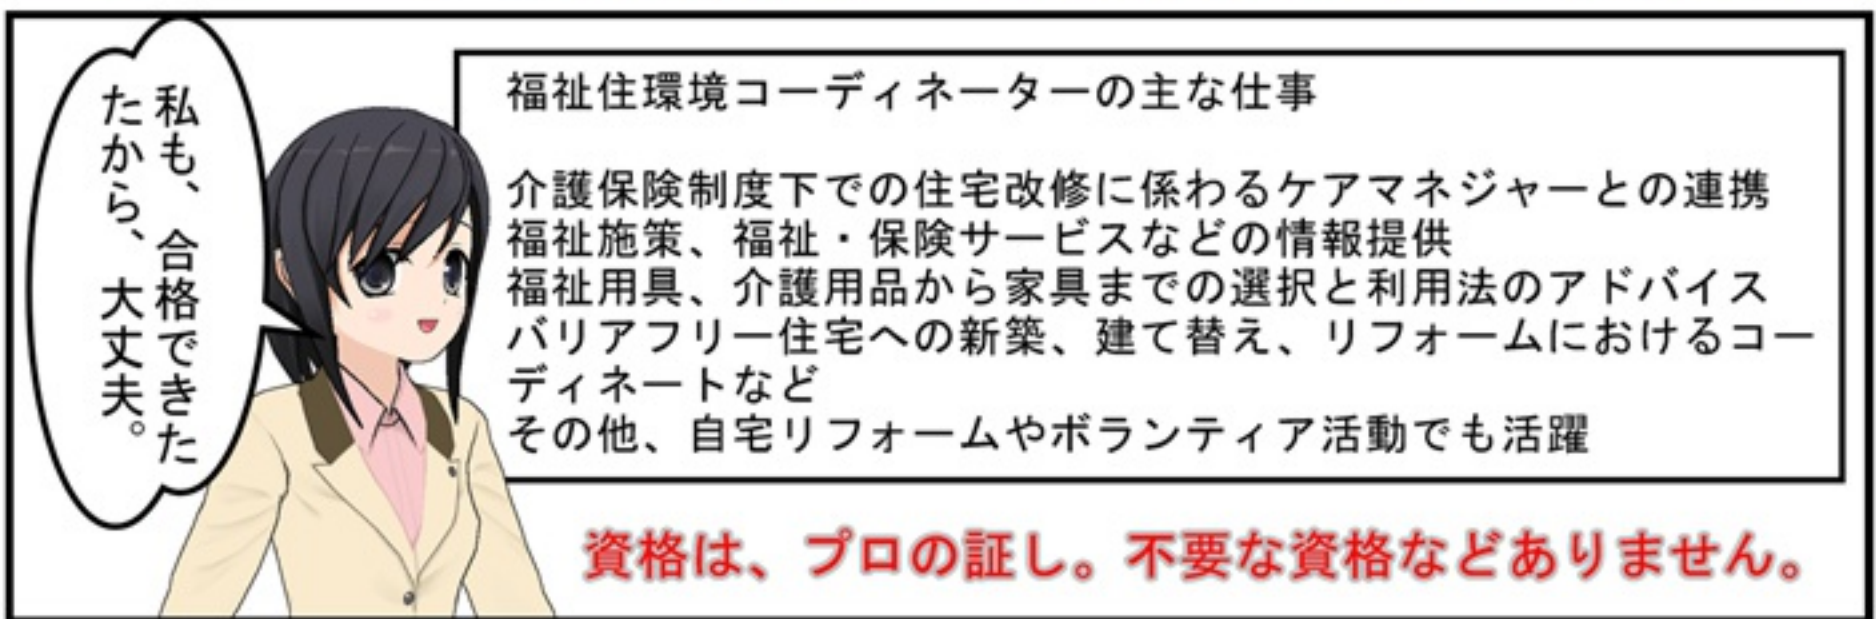 私も、合格できた
たから、大丈夫。
福祉住環境コーディネーターの主な仕事
介護保険制度下での住宅改修に係わるケアマネジャーとの連携
福祉施策、福祉・保険サービスなどの情報提供
福祉用具、介護用品から家具までの選択と利用法のアドバイス
バリアフリー住宅への新築、建て替え、リフォームにおけるコー
ディネートなど
その他、自宅リフォームやボランティア活動でも活躍
資格は、プロの証し。不要な資格などありません。